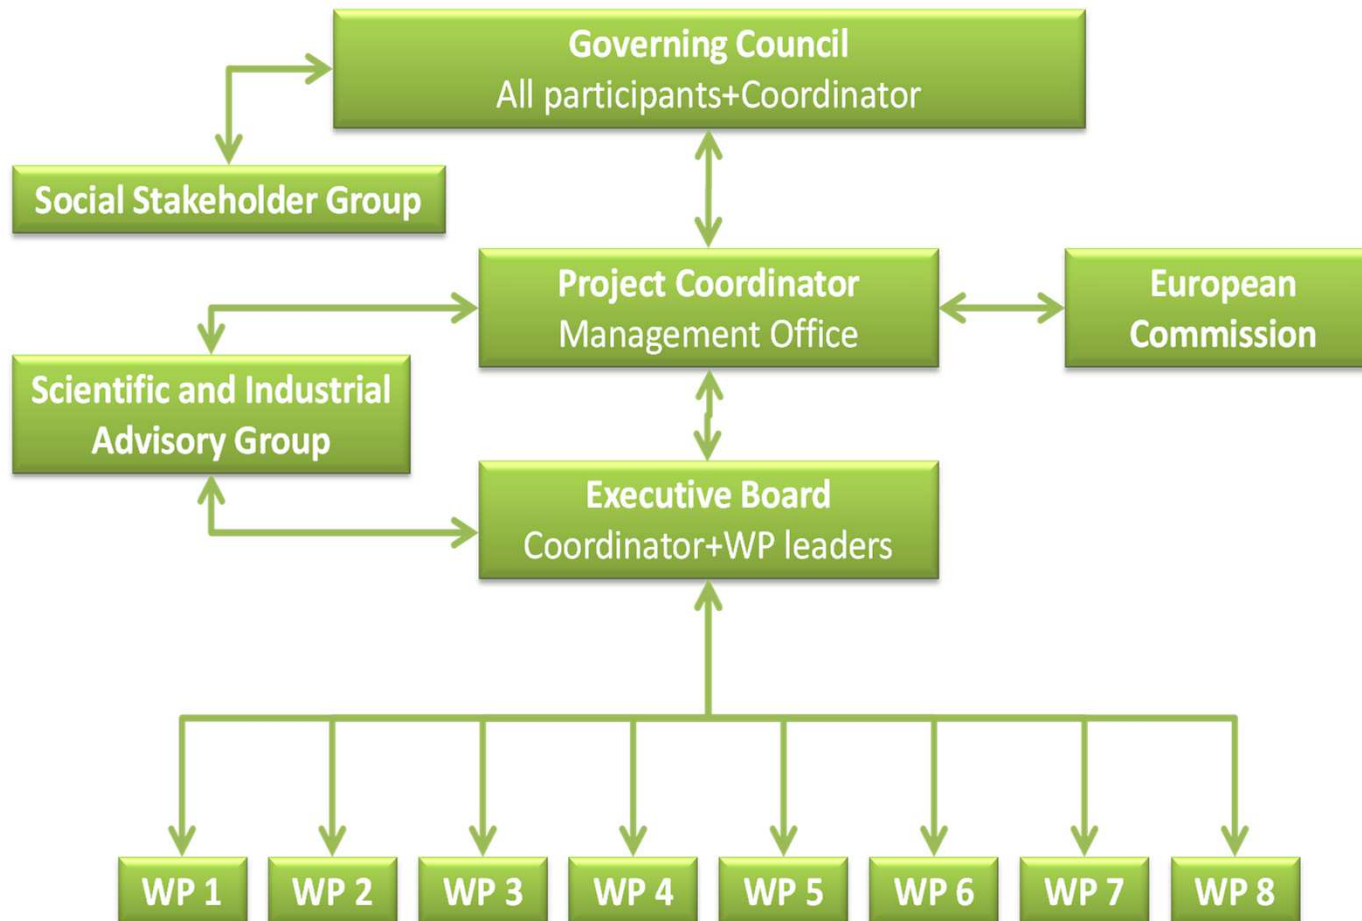 Governing Council
All participants+Coordinator
Social Stakeholder Group
Project Coordinator
Management Office
European
Commission
Scientific and Industrial
Advisory Group
Executive Board
Coordinator+WP leaders
WP 1
WP 2
WP 3
WP 4
WP 5
WP 6
WP 7
WP 8